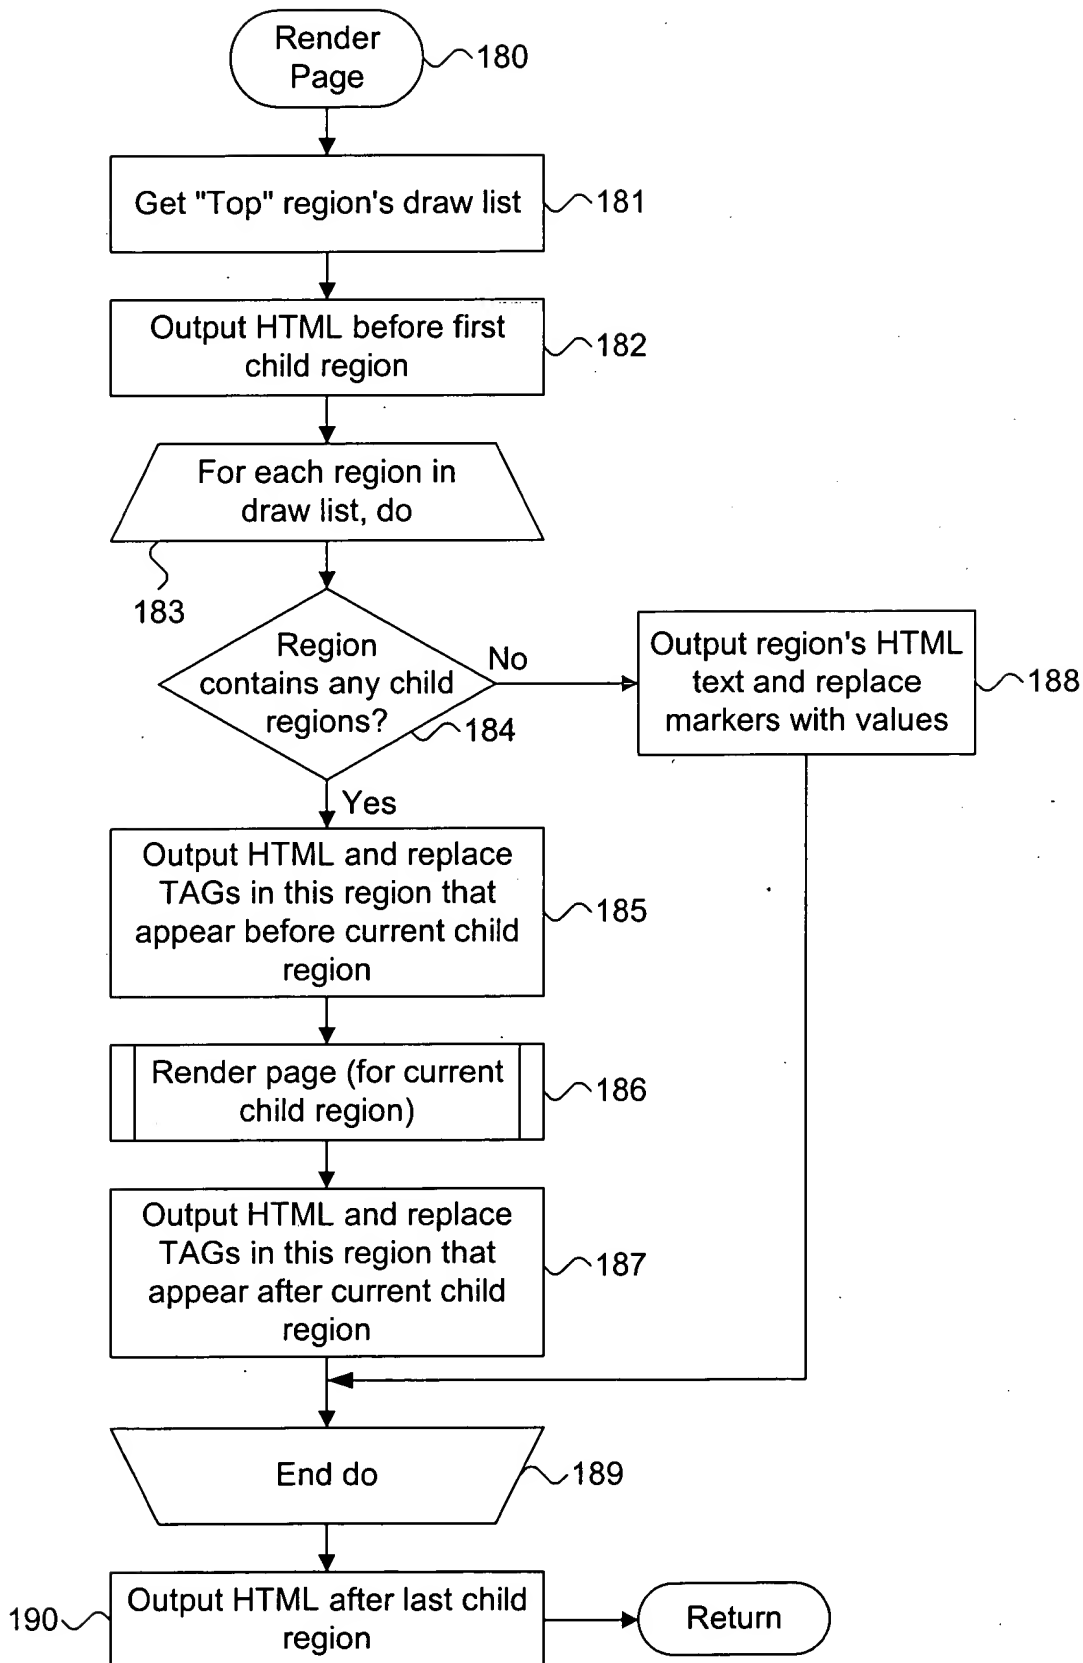 Render
Page
180
Get "Top" region's draw list
181
Output HTML before first
child region
182
For each region in
draw list, do
183
Region
contains any child
regions?
184
No
Output region's HTML
text and replace
markers with values
188
Yes
Output HTML and replace
TAGs in this region that
appear before current child
region
185
Render page (for current
child region)
186
Output HTML and replace
TAGs in this region that
appear after current child
region
187
End do
189
190
Output HTML after last child
region
Return